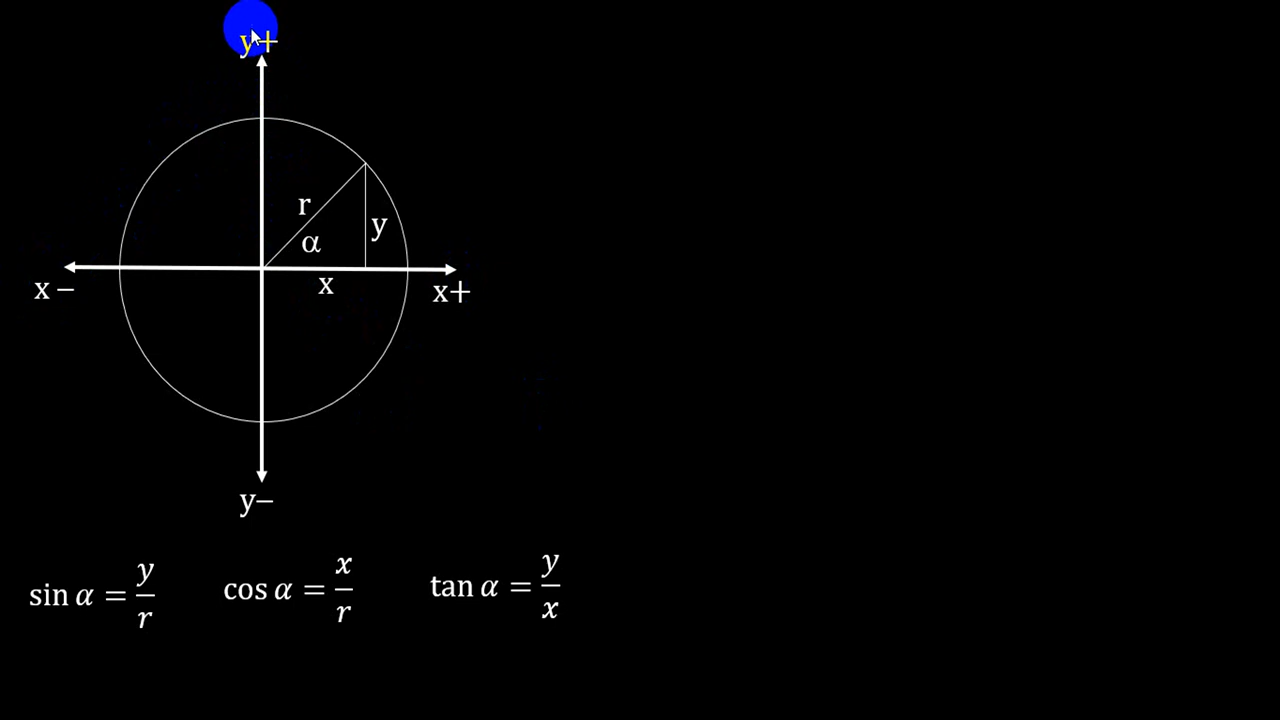 y+
r
y
α
x
x –
x+
y–
sin α = y/r
cos α = x/r
tan α = y/x